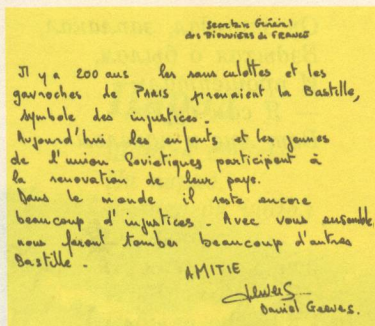 Secrétaire Général
des Pionniers de FRANCE
Il y a 200 ans les sans culottes et les
gavroches de PARIS prenaient la Bastille,
symbole des injustices.
Aujourd'hui les enfants et les jeunes
de l'union Soviétiques participent à
la renovation de leur pays.
Dans le monde il reste encore
beaucoup d'injustices. Avec vous ensemble
nous feront tomber beaucoup d'autres
Bastille.
AMITIE
Daniel